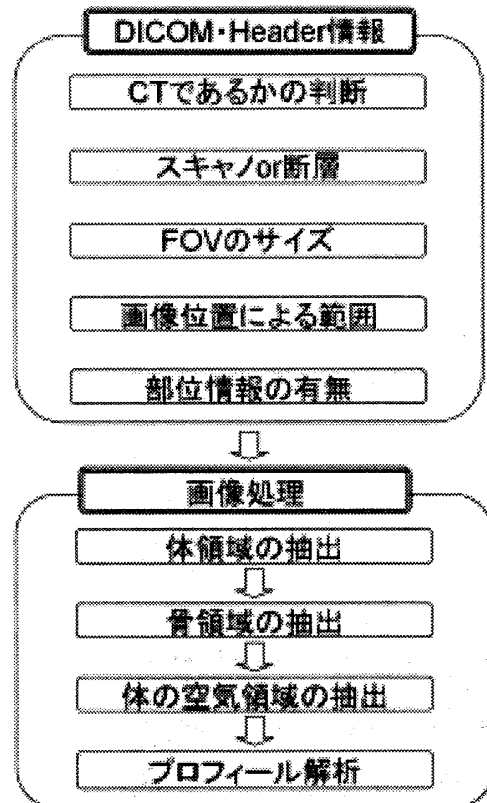 DICOM・Header情報
CTであるかの判断
スキャノor断層
FOVのサイズ
画像位置による範囲
部位情報の有無
画像処理
体領域の抽出
骨領域の抽出
体の空気領域の抽出
プロフィール解析